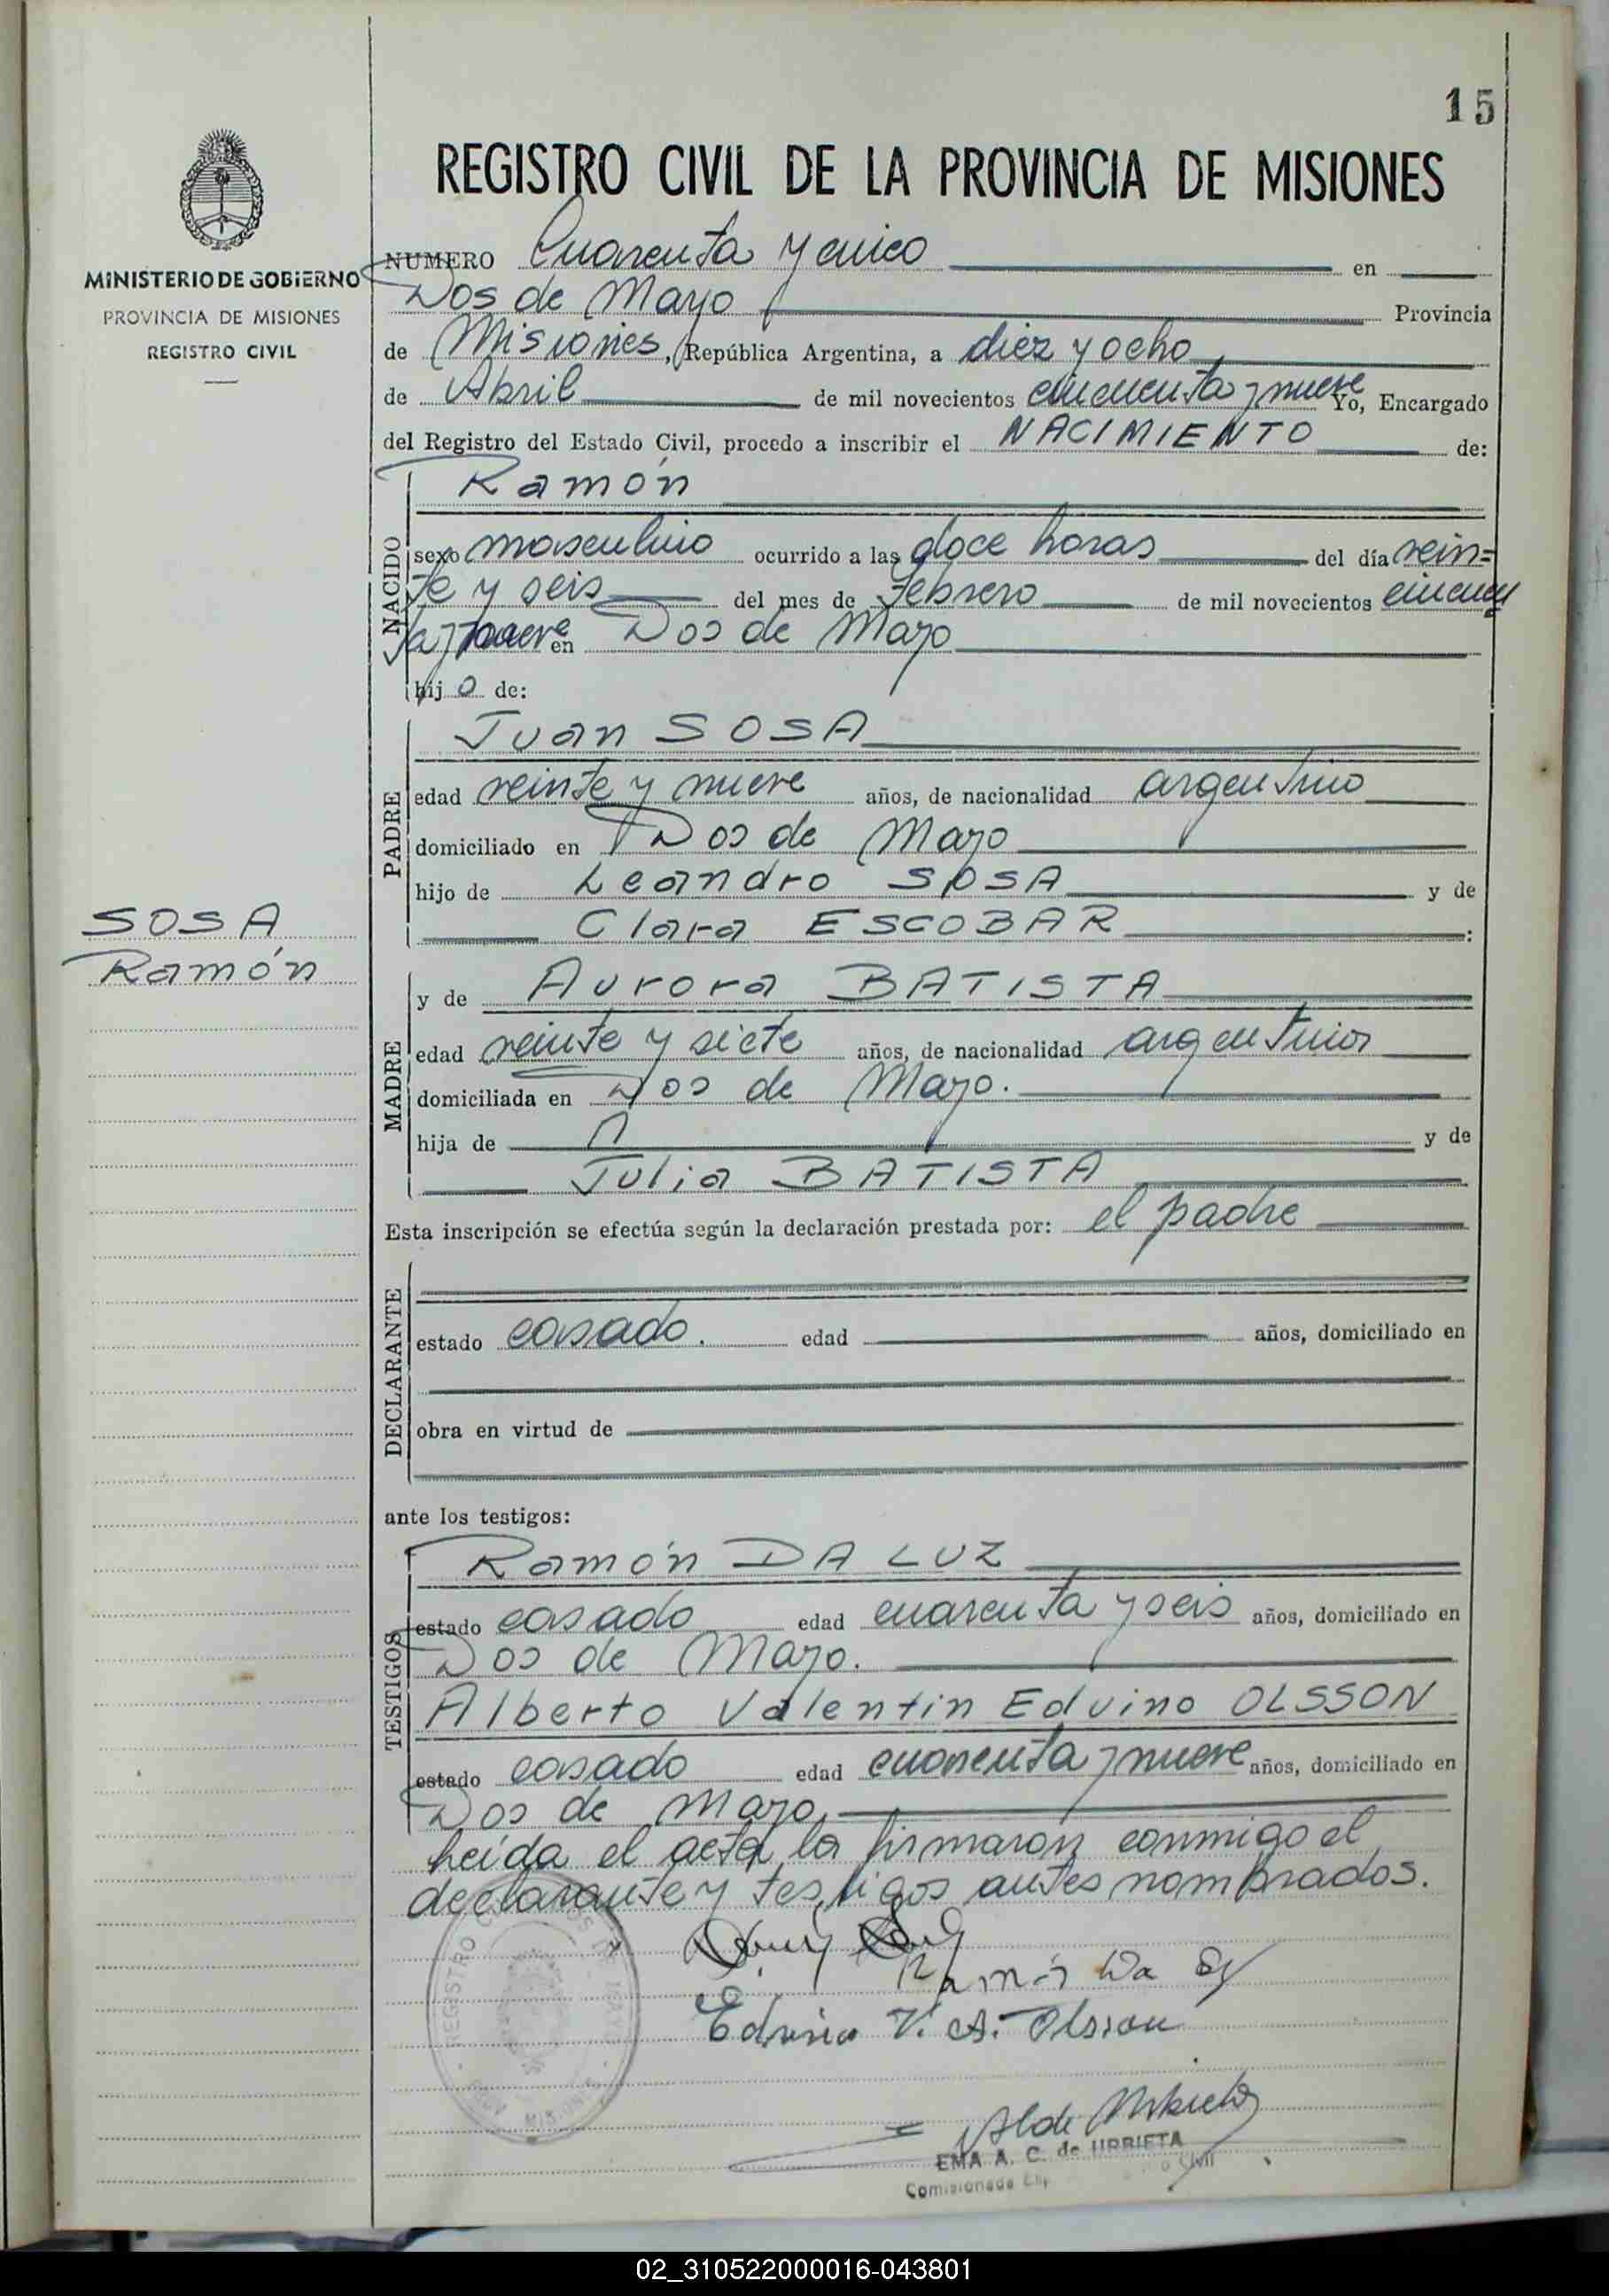 15
REGISTRO CIVIL DE LA PROVINCIA DE MISIONES
MINISTERIO DE GOBIERNO
PROVINCIA DE MISIONES
REGISTRO CIVIL
NUMERO Cuarenta y cinco en
Dos de Mayo Provincia
de Misiones, República Argentina, a diez y ocho
de Abril de mil novecientos cincuenta y nueve Yo, Encargado
del Registro del Estado Civil, procedo a inscribir el NACIMIENTO de:
NACIDO
Ramón
sexo masculino ocurrido a las doce horas del día vein=
te y seis del mes de Febrero de mil novecientos cincuen
ta y nueve en Dos de Mayo
hijo de:
PADRE
Juan SOSA
edad veinte y nueve años, de nacionalidad argentino
domiciliado en Dos de Mayo
hijo de Leandro SOSA y de
Clara ESCOBAR:
SOSA
Ramón
MADRE
y de Aurora BATISTA
edad veinte y siete años, de nacionalidad argentina
domiciliada en Dos de Mayo.
hija de y de
Julia BATISTA
Esta inscripción se efectúa según la declaración prestada por: el padre
DECLARANTE
estado casado. edad años, domiciliado en
obra en virtud de
ante los testigos:
TESTIGOS
Ramón DA LUZ
estado casado edad cuarenta y seis años, domiciliado en
Dos de Mayo.
Alberto Valentin Eduino OLSSON
estado casado edad cuarenta y nueve años, domiciliado en
Dos de Mayo,
Leída el acta, la firmaron conmigo el
declarante y testigos antes nombrados.
REGISTRO
MISIONES
Ramón Da
V. A. Olsson
EMA A. C. de URBIETA
Comisionada
02_310522000016-043801